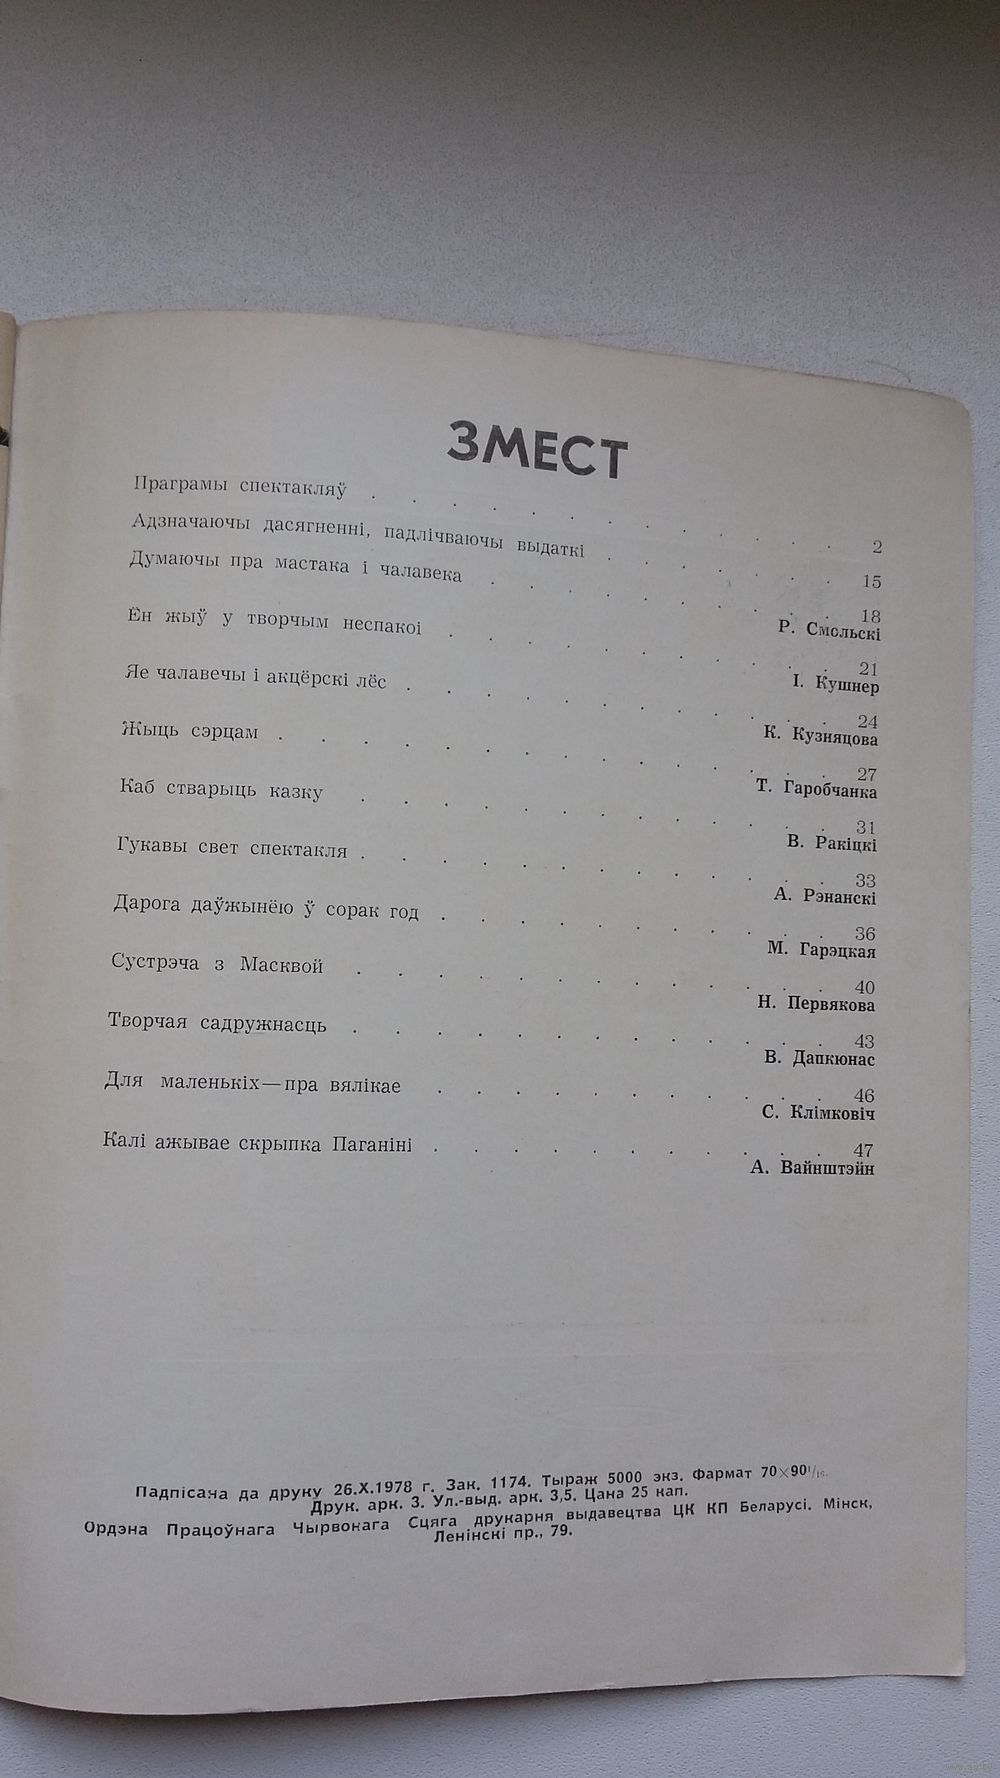 ЗМЕСТ
Праграмы спектакляў . . . . . . . . . . . . 2
Адзначаючы дасягненні, падлічваючы выдаткі . . . . . . . 15
Думаючы пра мастака і чалавека . . . . . . . . . . 18
Р. Смольскі
Ён жыў у творчым неспакоі . . . . . . . . . . 21
І. Кушнер
Яе чалавечы і акцёрскі лёс . . . . . . . . . . . 24
К. Кузняцова
Жыць сэрцам . . . . . . . . . . . . . . 27
Т. Гаробчанка
Каб стварыць казку . . . . . . . . . . . . 31
В. Ракіцкі
Гукавы свет спектакля . . . . . . . . . . . . 33
А. Рэнанскі
Дарога даўжынёю ў сорак год . . . . . . . . . . 36
М. Гарэцкая
Сустрэча з Масквой . . . . . . . . . . . . 40
Н. Первякова
Творчая садружнасць . . . . . . . . . . . . 43
В. Дапкюнас
Для маленькіх—пра вялікае . . . . . . . . . . 46
С. Клімковіч
Калі ажывае скрыпка Паганіні . . . . . . . . . . 47
А. Вайнштэйн
Падпісана да друку 26.X.1978 г. Зак. 1174. Тыраж 5000 экз. Фармат 70×90¹/₁₆.
Друк. арк. 3. Ул.-выд. арк. 3,5. Цана 25 кап.
Ордэна Працоўнага Чырвонага Сцяга друкарня выдавецтва ЦК КП Беларусі. Мінск,
Ленінскі пр., 79.